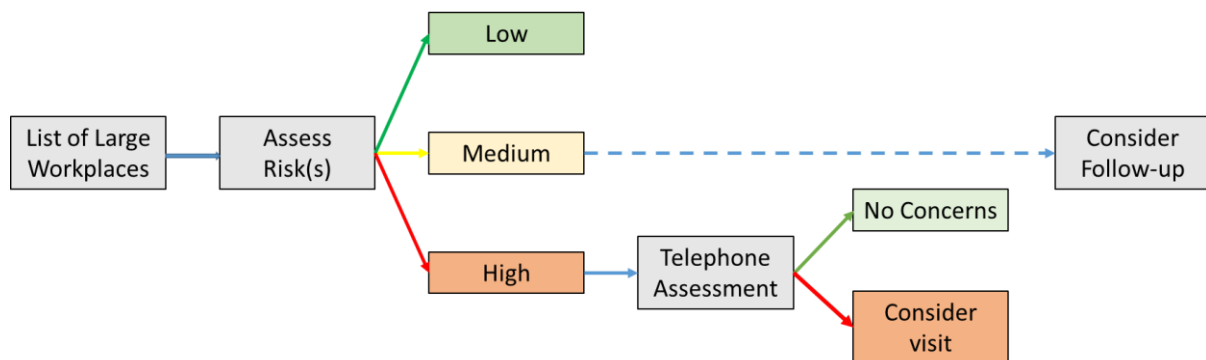 Low
List of Large
Workplaces
Assess
Risk(s)
Medium
Consider
Follow-up
No Concerns
High
Telephone
Assessment
Consider
visit